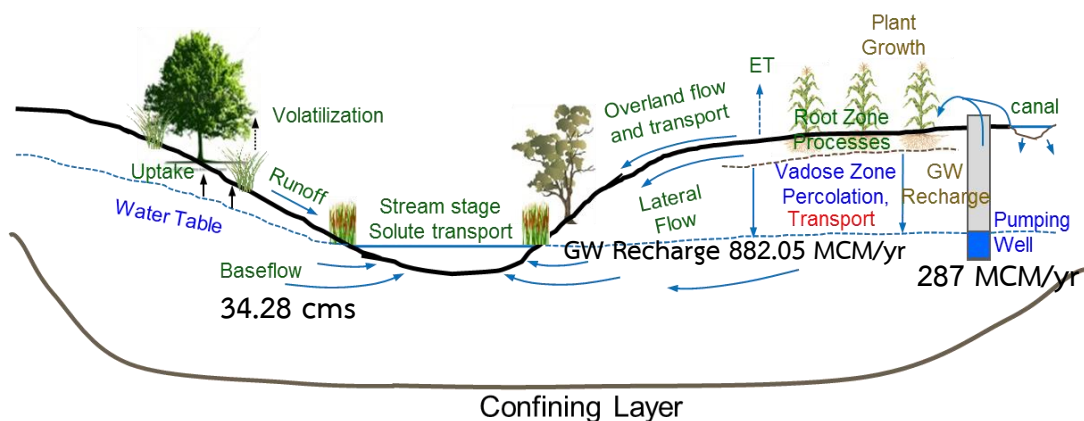 Plant
Growth
ET
Volatilization
Overland flow
and transport
canal
Root Zone
Processes
Uptake
Runoff
Water Table
Stream stage
Solute transport
Lateral
Flow
Vadose Zone
Percolation,
Transport
GW
Recharge
Pumping
Well
GW Recharge 882.05 MCM/yr
287 MCM/yr
Baseflow
34.28 cms
Confining Layer